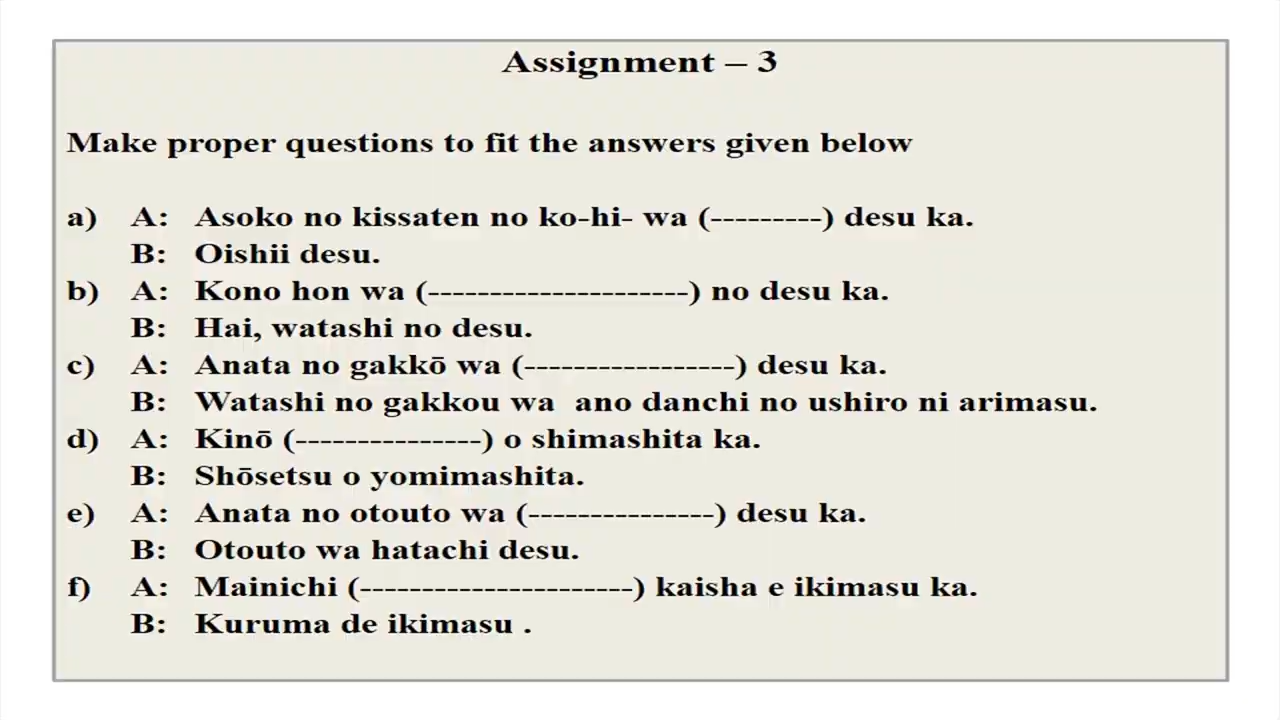 Assignment – 3
Make proper questions to fit the answers given below
a) A: Asoko no kissaten no ko-hi- wa (---------) desu ka.
B: Oishii desu.
b) A: Kono hon wa (---------------------) no desu ka.
B: Hai, watashi no desu.
c) A: Anata no gakkō wa (-----------------) desu ka.
B: Watashi no gakkou wa ano danchi no ushiro ni arimasu.
d) A: Kinō (---------------) o shimashita ka.
B: Shōsetsu o yomimashita.
e) A: Anata no otouto wa (---------------) desu ka.
B: Otouto wa hatachi desu.
f) A: Mainichi (----------------------) kaisha e ikimasu ka.
B: Kuruma de ikimasu .